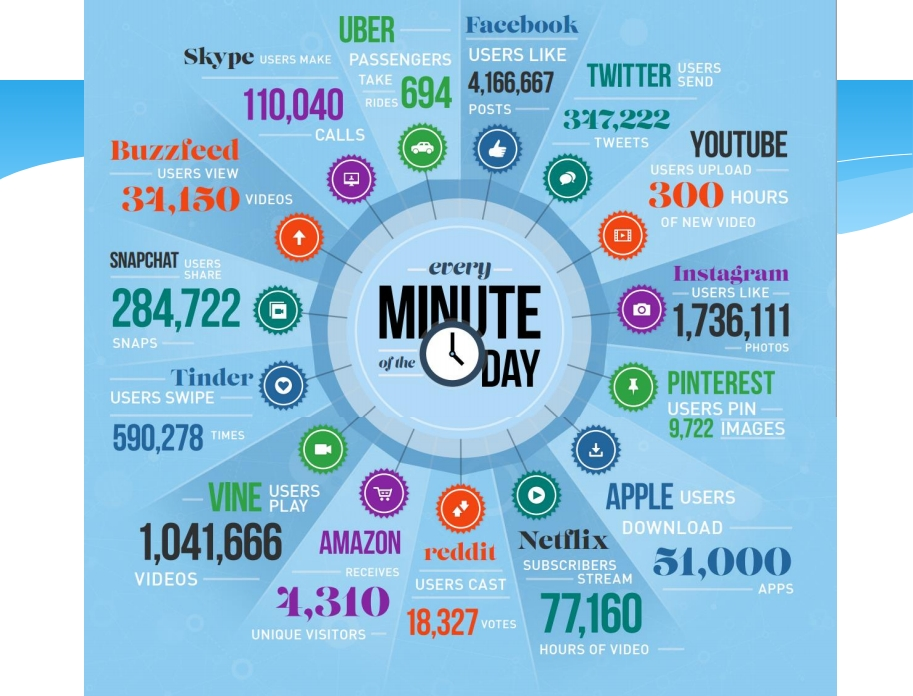 every
MINUTE
of the
DAY
Facebook
USERS LIKE
4,166,667
POSTS
TWITTER USERS
SEND
347,222
TWEETS
YOUTUBE
USERS UPLOAD
300 HOURS
OF NEW VIDEO
Instagram
USERS LIKE
1,736,111
PHOTOS
PINTEREST
USERS PIN
9,722 IMAGES
APPLE USERS
DOWNLOAD
51,000
APPS
Netflix
SUBSCRIBERS
STREAM
77,160
HOURS OF VIDEO
reddit
USERS CAST
18,327 VOTES
AMAZON
RECEIVES
4,310
UNIQUE VISITORS
VINE USERS
PLAY
1,041,666
VIDEOS
Tinder
USERS SWIPE
590,278 TIMES
SNAPCHAT USERS
SHARE
284,722
SNAPS
Buzzfeed
USERS VIEW
34,150 VIDEOS
Skype USERS MAKE
110,040
CALLS
UBER
PASSENGERS
TAKE
RIDES 694